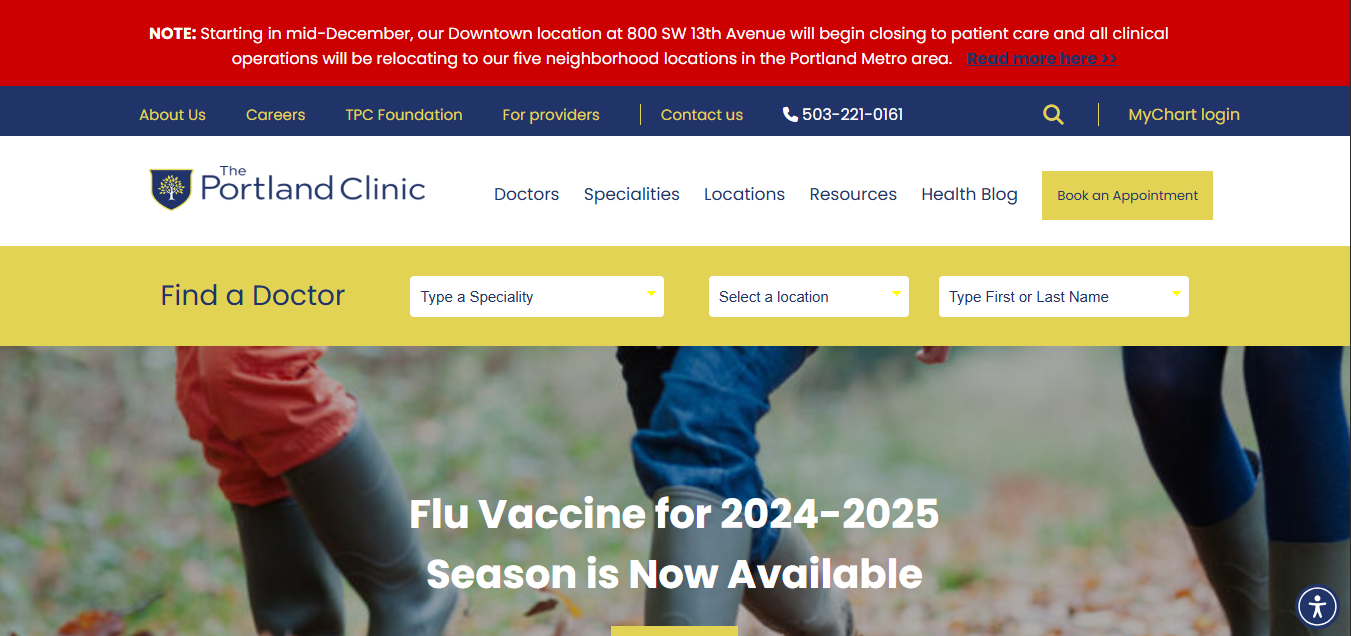 NOTE: Starting in mid-December, our Downtown location at 800 SW 13th Avenue will begin closing to patient care and all clinical
operations will be relocating to our five neighborhood locations in the Portland Metro area. Read more here >>
About Us Careers TPC Foundation For providers Contact us 503-221-0161 MyChart login
The
Portland Clinic
Doctors Specialities Locations Resources Health Blog Book an Appointment
Find a Doctor Type a Speciality Select a location Type First or Last Name
Flu Vaccine for 2024-2025
Season is Now Available